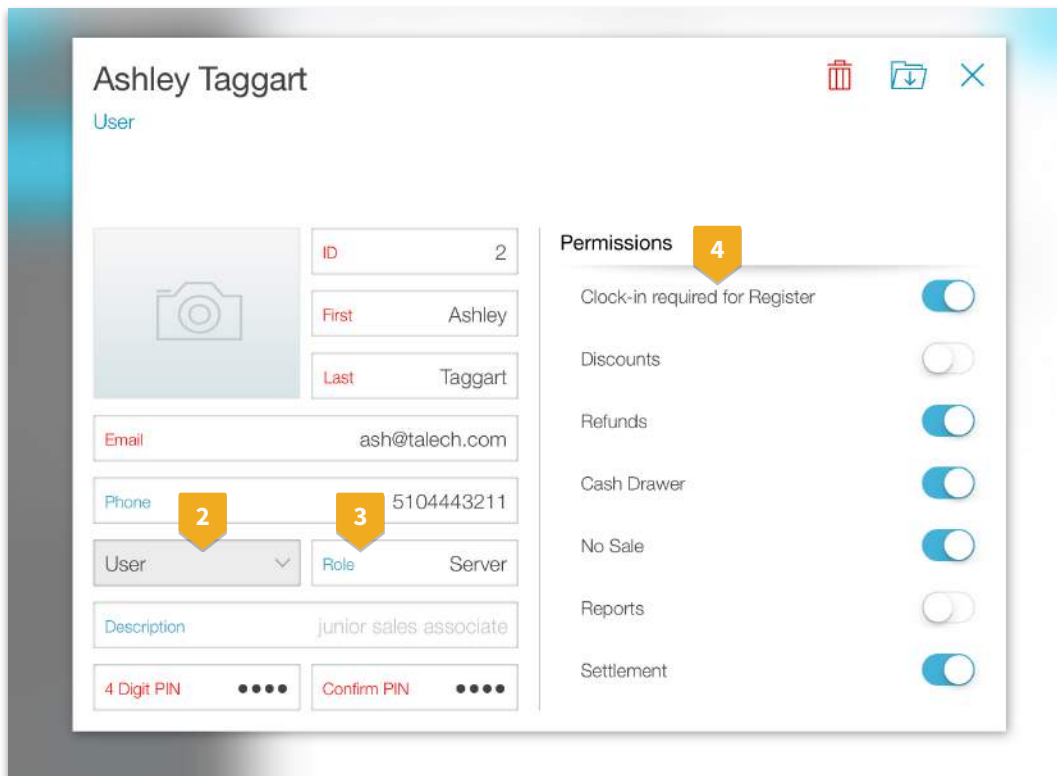 Ashley Taggart
User
ID 2
First Ashley
Last Taggart
Email ash@talech.com
Phone 5104443211
2
3
User
Role Server
Description junior sales associate
4 Digit PIN ●●●●
Confirm PIN ●●●●
Permissions
4
Clock-in required for Register
Discounts
Refunds
Cash Drawer
No Sale
Reports
Settlement